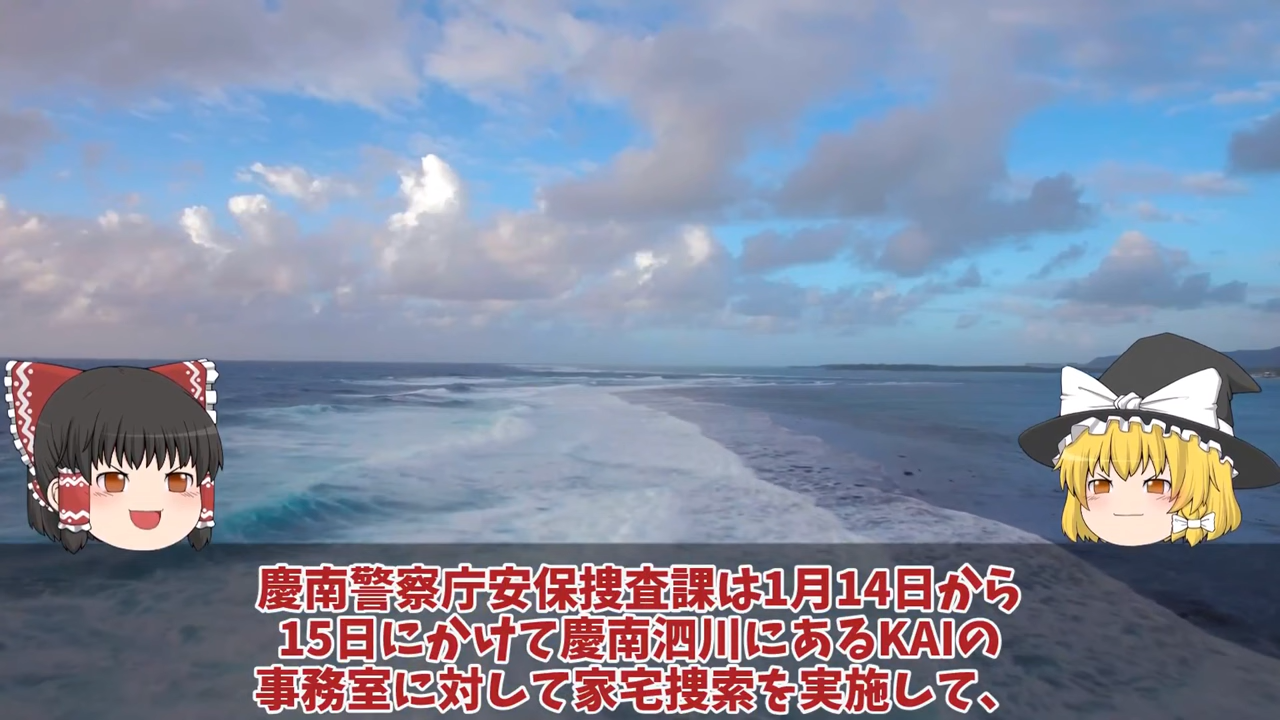 慶南警察庁安保捜査課は1月14日から
15日にかけて慶南泗川にあるKAIの
事務室に対して家宅捜索を実施して、